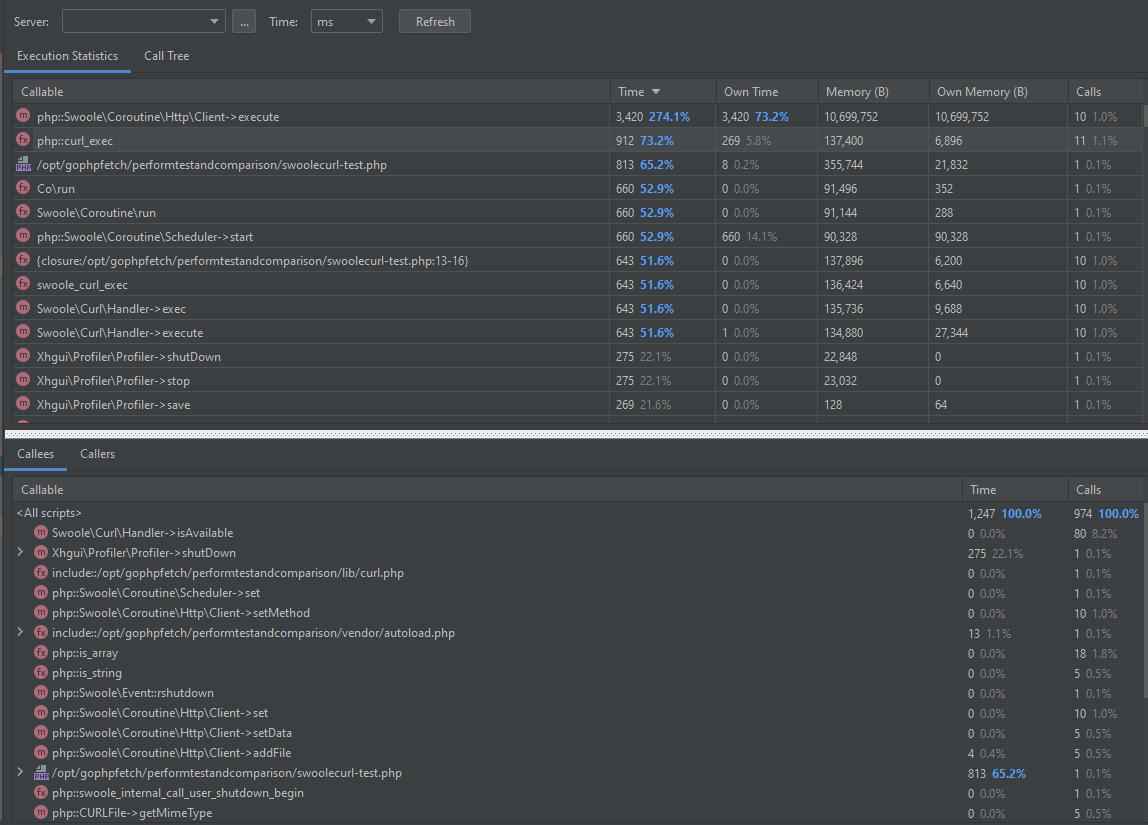 Server: ... Time: ms Refresh
Execution Statistics Call Tree
Callable Time Own Time Memory (B) Own Memory (B) Calls
m php::Swoole\Coroutine\Http\Client->execute 3,420 274.1% 3,420 73.2% 10,699,752 10,699,752 10 1.0%
fx php::curl_exec 912 73.2% 269 5.8% 137,400 6,896 11 1.1%
PHP /opt/gophpfetch/performtestandcomparison/swoolecurl-test.php 813 65.2% 8 0.2% 355,744 21,832 1 0.1%
fx Co\run 660 52.9% 0 0.0% 91,496 352 1 0.1%
fx Swoole\Coroutine\run 660 52.9% 0 0.0% 91,144 288 1 0.1%
m php::Swoole\Coroutine\Scheduler->start 660 52.9% 660 14.1% 90,328 90,328 1 0.1%
fx {closure:/opt/gophpfetch/performtestandcomparison/swoolecurl-test.php:13-16} 643 51.6% 0 0.0% 137,896 6,200 10 1.0%
fx swoole_curl_exec 643 51.6% 0 0.0% 136,424 6,640 10 1.0%
m Swoole\Curl\Handler->exec 643 51.6% 0 0.0% 135,736 9,688 10 1.0%
m Swoole\Curl\Handler->execute 643 51.6% 1 0.0% 134,880 27,344 10 1.0%
m Xhgui\Profiler\Profiler->shutDown 275 22.1% 0 0.0% 22,848 0 1 0.1%
m Xhgui\Profiler\Profiler->stop 275 22.1% 0 0.0% 23,032 0 1 0.1%
m Xhgui\Profiler\Profiler->save 269 21.6% 0 0.0% 128 64 1 0.1%
Callees Callers
Callable Time Calls
<All scripts> 1,247 100.0% 974 100.0%
m Swoole\Curl\Handler->isAvailable 0 0.0% 80 8.2%
m Xhgui\Profiler\Profiler->shutDown 275 22.1% 1 0.1%
fx include::/opt/gophpfetch/performtestandcomparison/lib/curl.php 0 0.0% 1 0.1%
m php::Swoole\Coroutine\Scheduler->set 0 0.0% 1 0.1%
m php::Swoole\Coroutine\Http\Client->setMethod 0 0.0% 10 1.0%
fx include::/opt/gophpfetch/performtestandcomparison/vendor/autoload.php 13 1.1% 1 0.1%
fx php::is_array 0 0.0% 18 1.8%
fx php::is_string 0 0.0% 5 0.5%
m php::Swoole\Event::rshutdown 0 0.0% 1 0.1%
m php::Swoole\Coroutine\Http\Client->set 0 0.0% 10 1.0%
m php::Swoole\Coroutine\Http\Client->setData 0 0.0% 5 0.5%
m php::Swoole\Coroutine\Http\Client->addFile 4 0.4% 5 0.5%
PHP /opt/gophpfetch/performtestandcomparison/swoolecurl-test.php 813 65.2% 1 0.1%
fx php::swoole_internal_call_user_shutdown_begin 0 0.0% 1 0.1%
m php::CURLFile->getMimeType 0 0.0% 5 0.5%